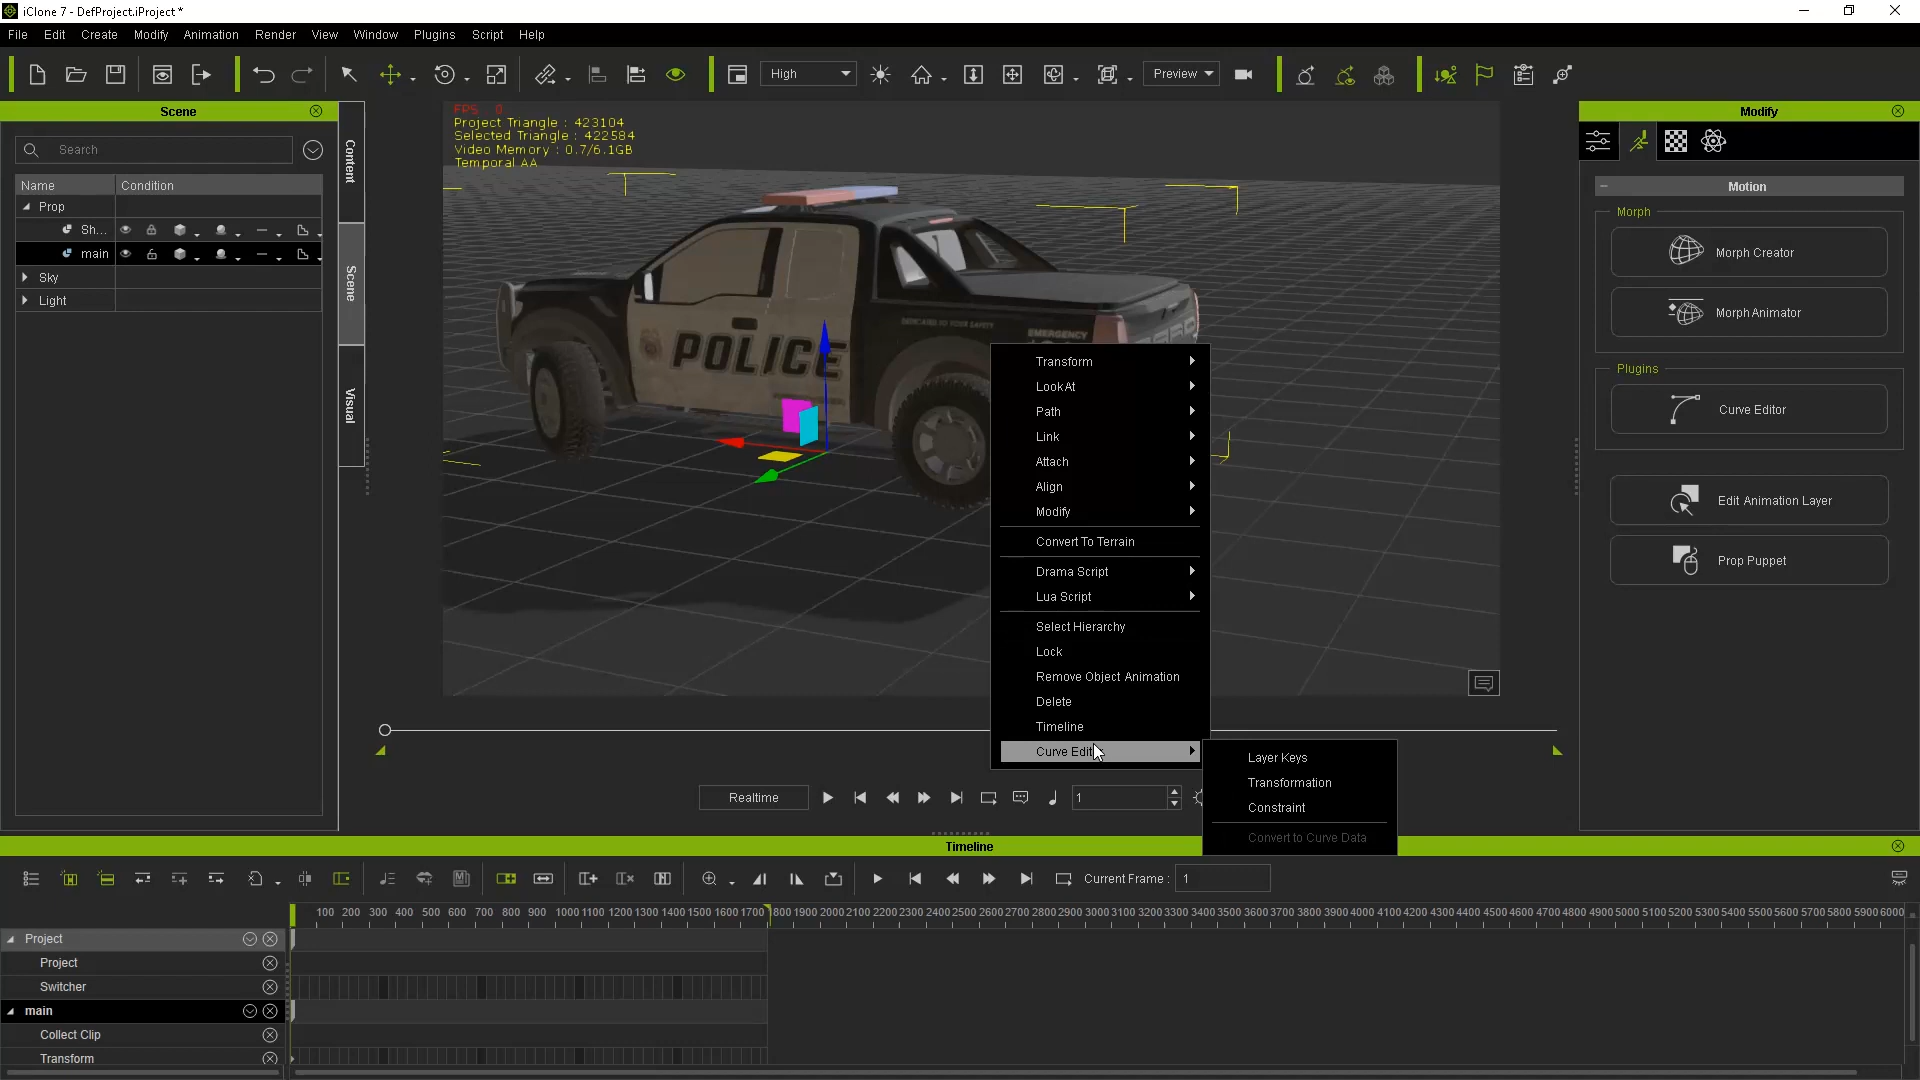 iClone 7 - DefProject.iProject *
File Edit Create Modify Animation Render View Window Plugins Script Help
High
Preview
Scene
Search
Name Condition
Prop
Sh...
main
Sky
Light
Content
Scene
Visual
FPS 0
Project Triangle : 423104
Selected Triangle : 422584
Video Memory : 0.7/6.1GB
Temporal AA
POLICE
DEDICATED TO YOUR SAFETY
EMERGENCY
Transform
Look At
Path
Link
Attach
Align
Modify
Convert To Terrain
Drama Script
Lua Script
Select Hierarchy
Lock
Remove Object Animation
Delete
Timeline
Curve Edit
Layer Keys
Transformation
Constraint
Convert to Curve Data
Modify
Motion
Morph
Morph Creator
Morph Animator
Plugins
Curve Editor
Edit Animation Layer
Prop Puppet
Realtime
1
Timeline
Current Frame : 1
100 200 300 400 500 600 700 800 900 1000 1100 1200 1300 1400 1500 1600 1700 1800 1900 2000 2100 2200 2300 2400 2500 2600 2700 2800 2900 3000 3100 3200 3300 3400 3500 3600 3700 3800 3900 4000 4100 4200 4300 4400 4500 4600 4700 4800 4900 5000 5100 5200 5300 5400 5500 5600 5700 5800 5900 6000
Project
Project
Switcher
main
Collect Clip
Transform